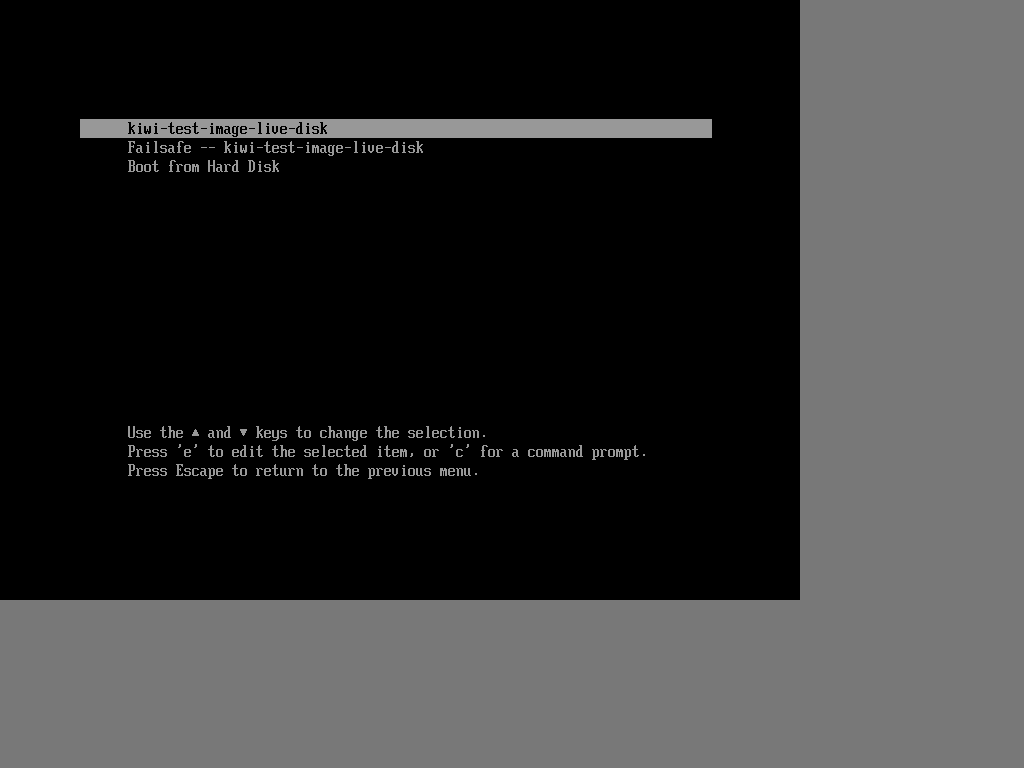 kiwi-test-image-live-disk
Failsafe -- kiwi-test-image-live-disk
Boot from Hard Disk
Use the ▲ and ▼ keys to change the selection.
Press 'e' to edit the selected item, or 'c' for a command prompt.
Press Escape to return to the previous menu.